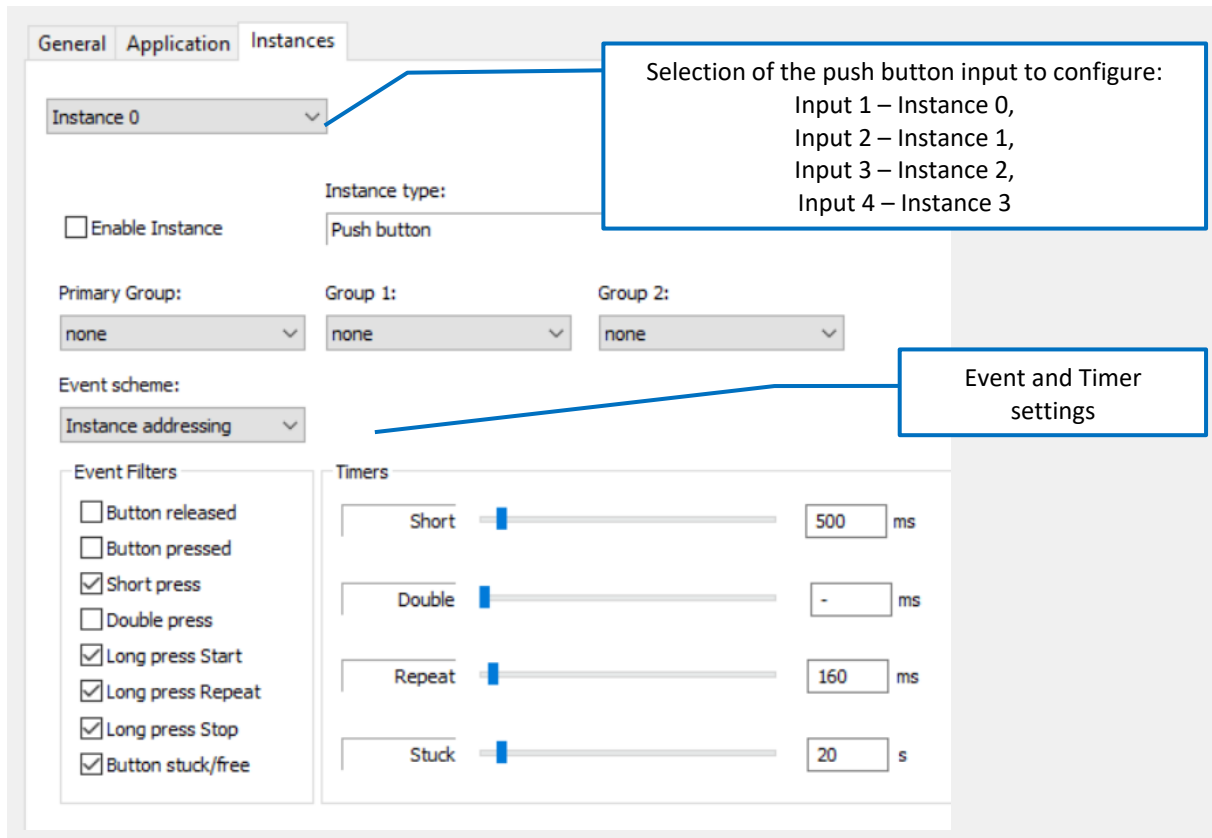 General Application Instances
Selection of the push button input to configure:
Input 1 – Instance 0,
Input 2 – Instance 1,
Input 3 – Instance 2,
Input 4 – Instance 3
Instance 0
Instance type:
Enable Instance
Push button
Primary Group: Group 1: Group 2:
none none none
Event scheme:
Instance addressing
Event and Timer
settings
Event Filters
Button released
Button pressed
Short press
Double press
Long press Start
Long press Repeat
Long press Stop
Button stuck/free
Timers
Short 500 ms
Double - ms
Repeat 160 ms
Stuck 20 s